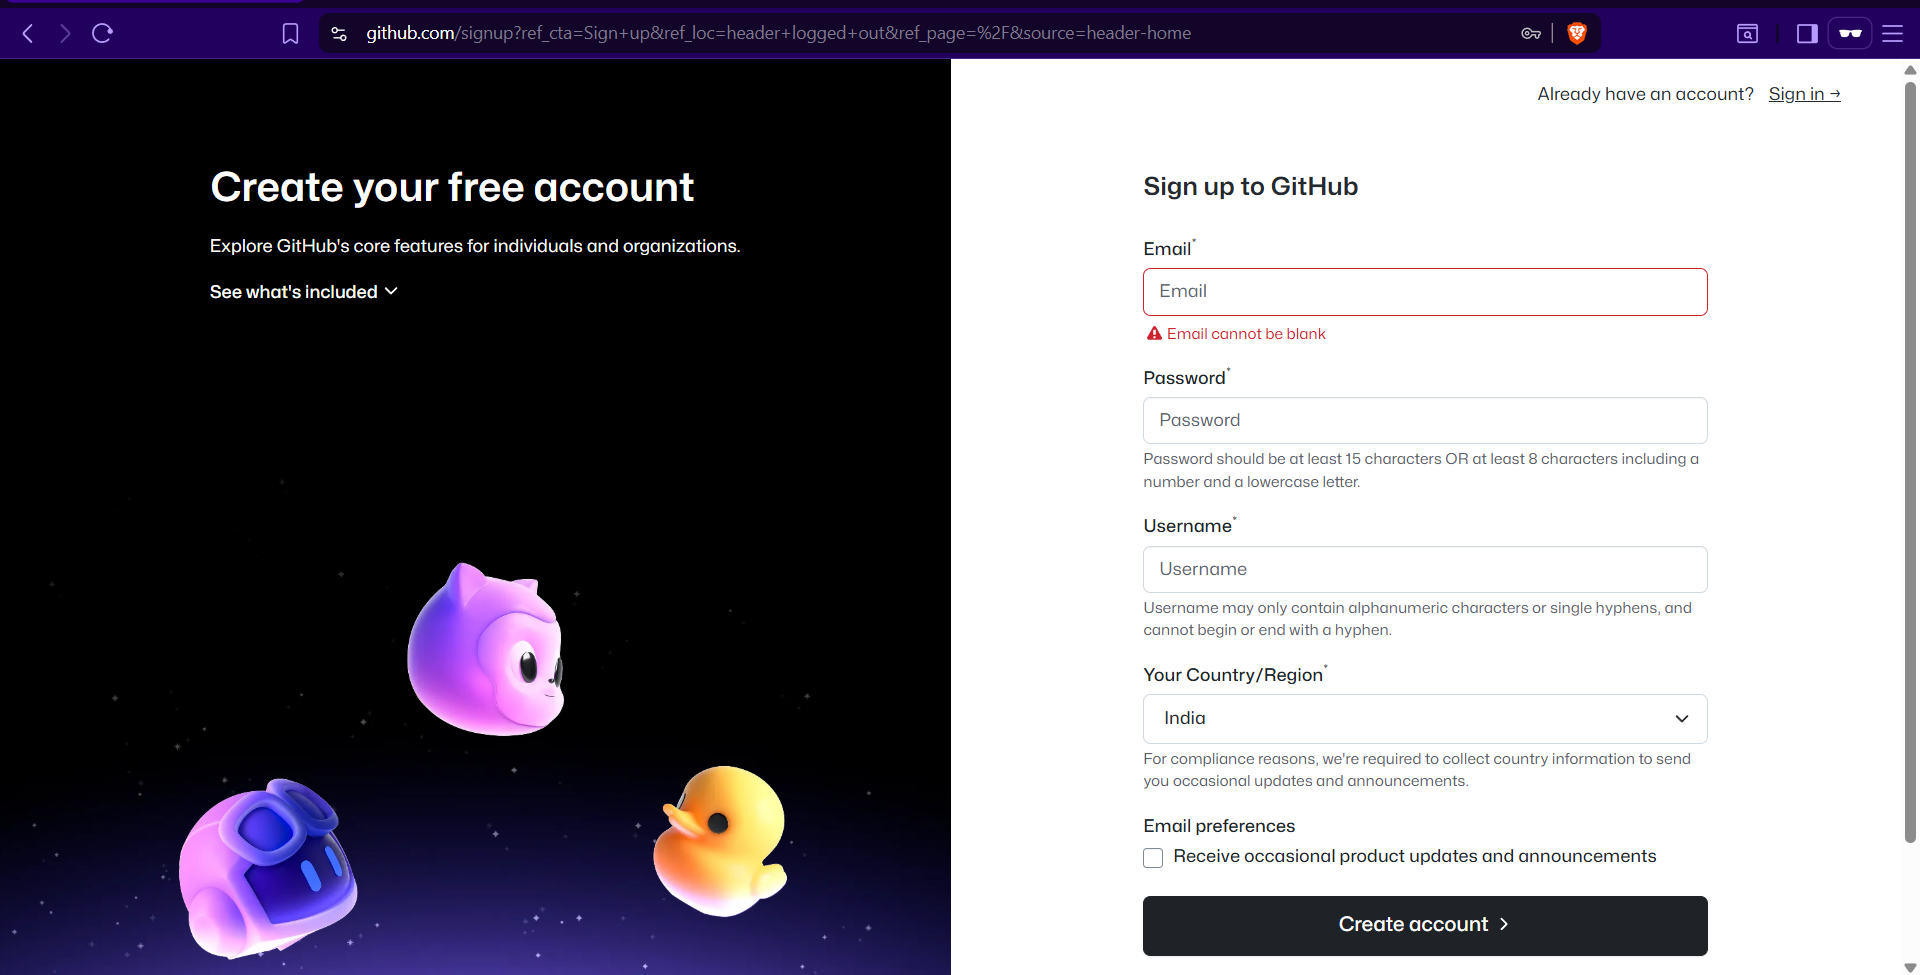 github.com/signup?ref_cta=Sign+up&ref_loc=header+logged+out&ref_page=%2F&source=header-home
Already have an account? Sign in →
Create your free account
Explore GitHub's core features for individuals and organizations.
See what's included
Sign up to GitHub
Email*
Email
Email cannot be blank
Password*
Password
Password should be at least 15 characters OR at least 8 characters including a
number and a lowercase letter.
Username*
Username
Username may only contain alphanumeric characters or single hyphens, and
cannot begin or end with a hyphen.
Your Country/Region*
India
For compliance reasons, we're required to collect country information to send
you occasional updates and announcements.
Email preferences
Receive occasional product updates and announcements
Create account